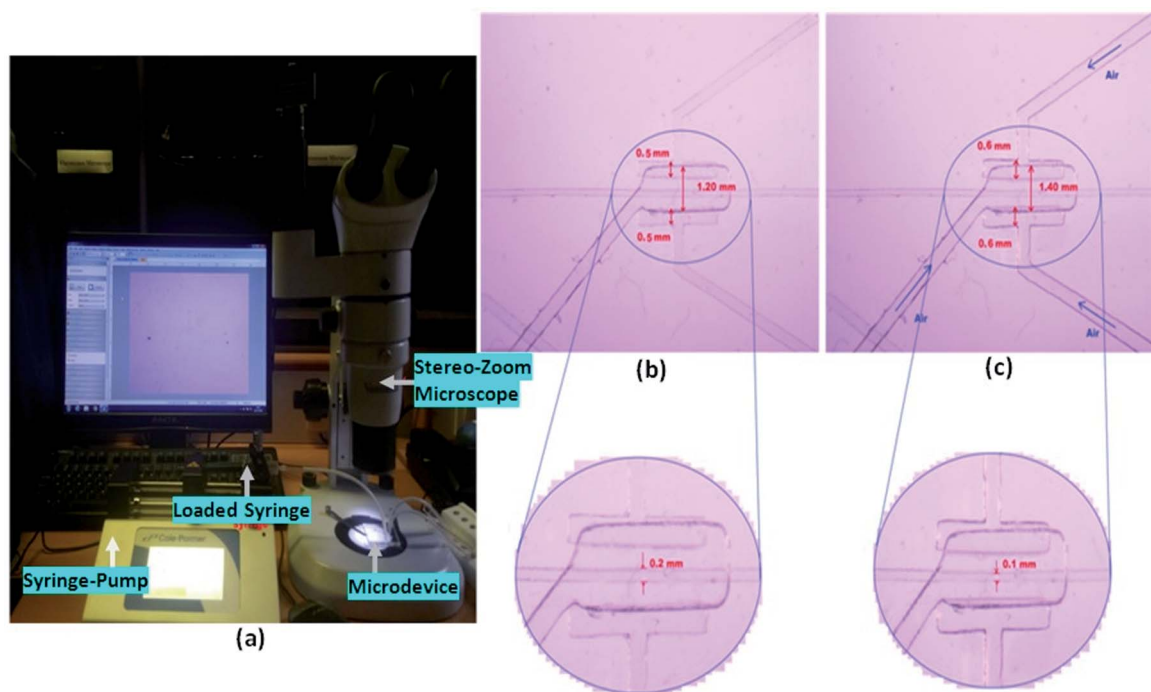 Stereo-Zoom
Microscope
Loaded Syringe
Syringe-Pump
Cole-Parmer
Microdevice
(a)
Air
0.5 mm
1.20 mm
0.5 mm
(b)
Air
0.6 mm
1.40 mm
0.6 mm
Air
(c)
0.2 mm
0.1 mm